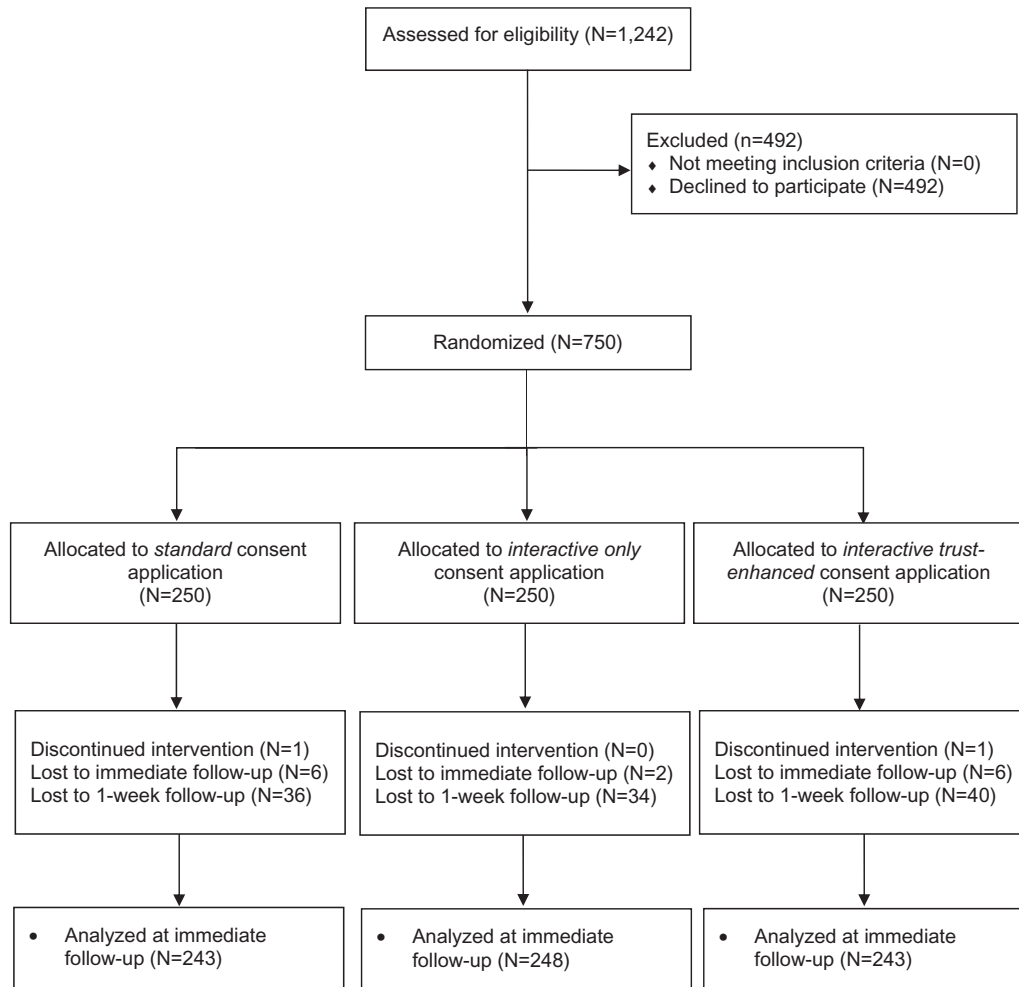 Assessed for eligibility (N=1,242)
Excluded (n=492)
♦ Not meeting inclusion criteria (N=0)
♦ Declined to participate (N=492)
Randomized (N=750)
Allocated to standard consent
application
(N=250)
Allocated to interactive only
consent application
(N=250)
Allocated to interactive trust-
enhanced consent application
(N=250)
Discontinued intervention (N=1)
Lost to immediate follow-up (N=6)
Lost to 1-week follow-up (N=36)
Discontinued intervention (N=0)
Lost to immediate follow-up (N=2)
Lost to 1-week follow-up (N=34)
Discontinued intervention (N=1)
Lost to immediate follow-up (N=6)
Lost to 1-week follow-up (N=40)
• Analyzed at immediate
follow-up (N=243)
• Analyzed at immediate
follow-up (N=248)
• Analyzed at immediate
follow-up (N=243)